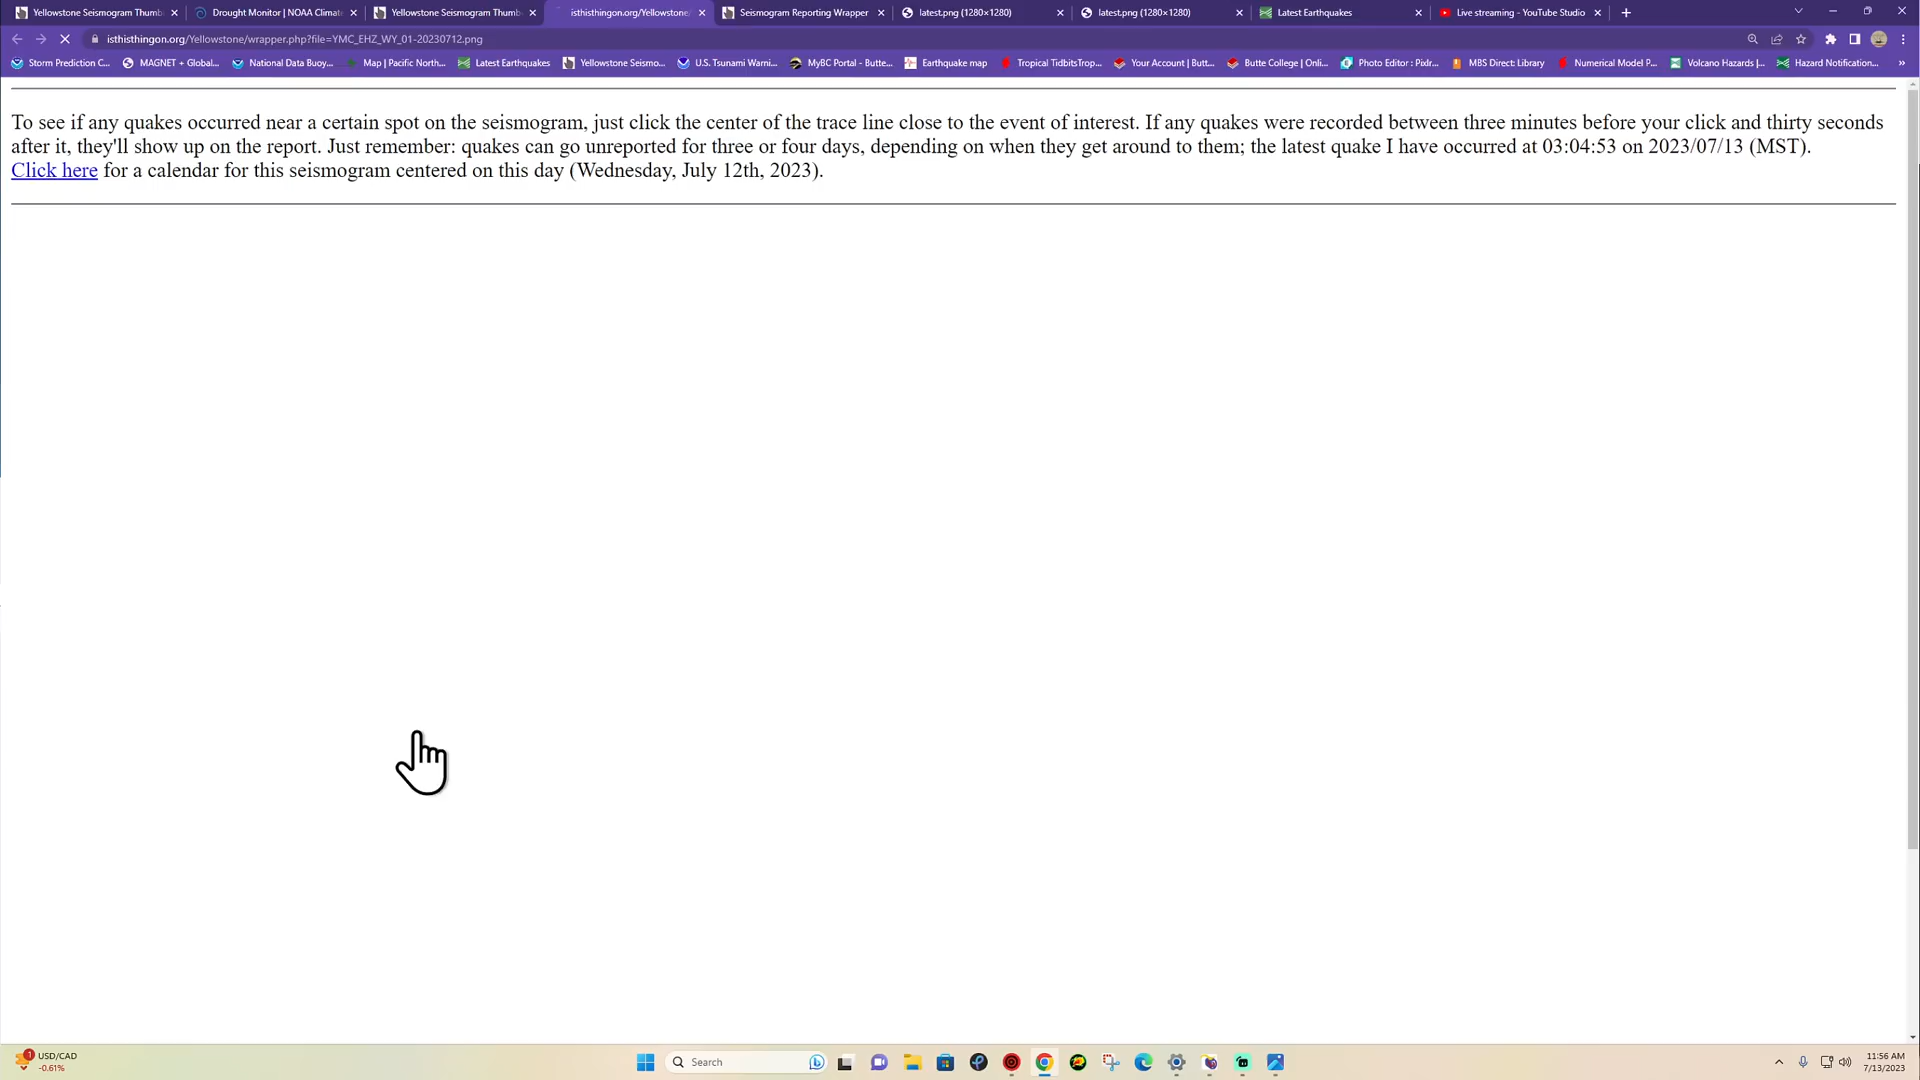 Yellowstone Seismogram Thumb
Drought Monitor | NOAA Climat
Yellowstone Seismogram Thumb
isthisthingon.org/Yellowstone/
Seismogram Reporting Wrapper
latest.png (1280×1280)
latest.png (1280×1280)
Latest Earthquakes
Live streaming - YouTube Studio
isthisthingon.org/Yellowstone/wrapper.php?file=YMC_EHZ_WY_01-20230712.png
Storm Prediction C...
MAGNET + Global...
National Data Buoy...
Map | Pacific North...
Latest Earthquakes
Yellowstone Seismo...
U.S. Tsunami Warni...
MyBC Portal - Butte...
Earthquake map
Tropical TidbitsTrop...
Your Account | Butt...
Butte College | Onli...
Photo Editor : Pixlr...
MBS Direct Library
Numerical Model P...
Volcano Hazards |...
Hazard Notification...
To see if any quakes occurred near a certain spot on the seismogram, just click the center of the trace line close to the event of interest. If any quakes were recorded between three minutes before your click and thirty seconds
after it, they'll show up on the report. Just remember: quakes can go unreported for three or four days, depending on when they get around to them; the latest quake I have occurred at 03:04:53 on 2023/07/13 (MST).
Click here for a calendar for this seismogram centered on this day (Wednesday, July 12th, 2023).
1
USD/CAD
-0.61%
Search
11:56 AM
7/13/2023